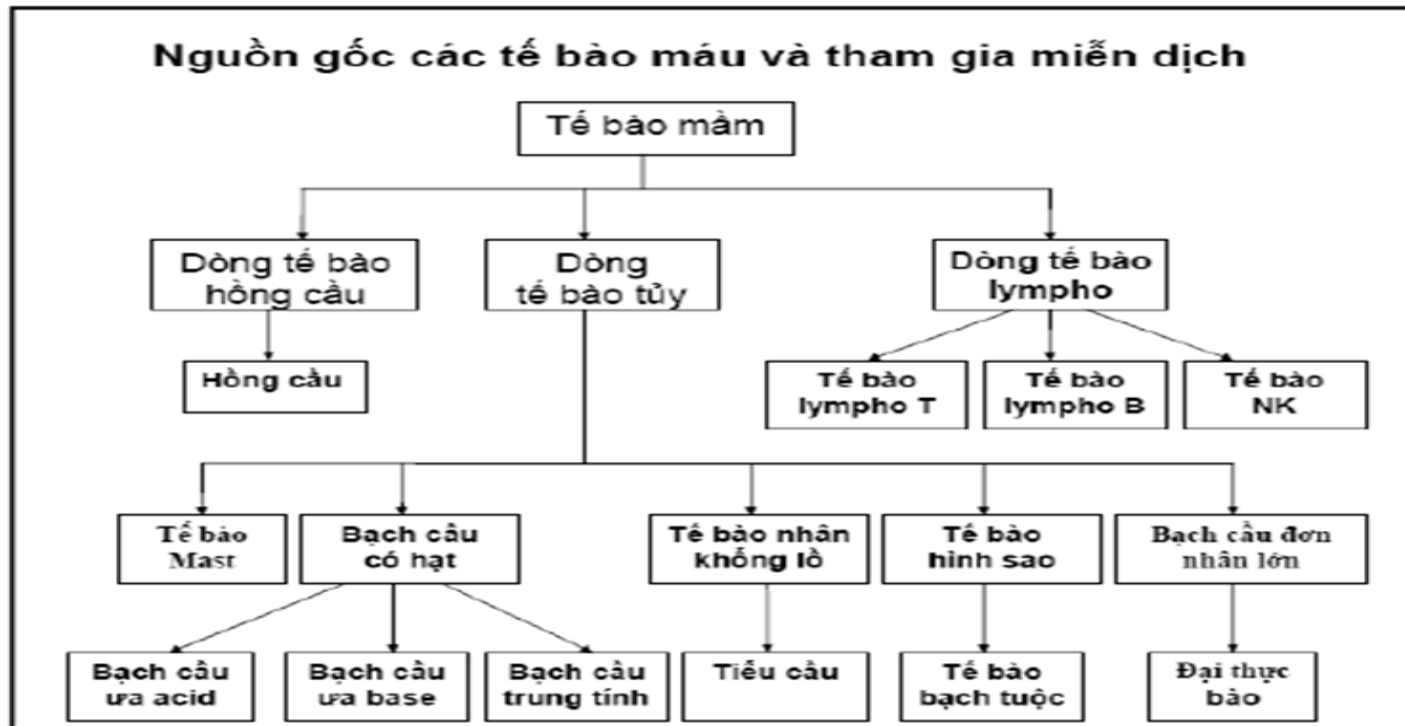 Nguồn gốc các tế bào máu và tham gia miễn dịch
Tế bào mầm
Dòng tế bào
hồng cầu
Dòng
tế bào tủy
Dòng tế bào
lympho
Hồng cầu
Tế bào
lympho T
Tế bào
lympho B
Tế bào
NK
Tế bào
Mast
Bạch cầu
có hạt
Tế bào nhân
khổng lồ
Tế bào
hình sao
Bạch cầu đơn
nhân lớn
Bạch cầu
ưa acid
Bạch cầu
ưa base
Bạch cầu
trung tính
Tiểu cầu
Tế bào
bạch tuộc
Đại thực
bào